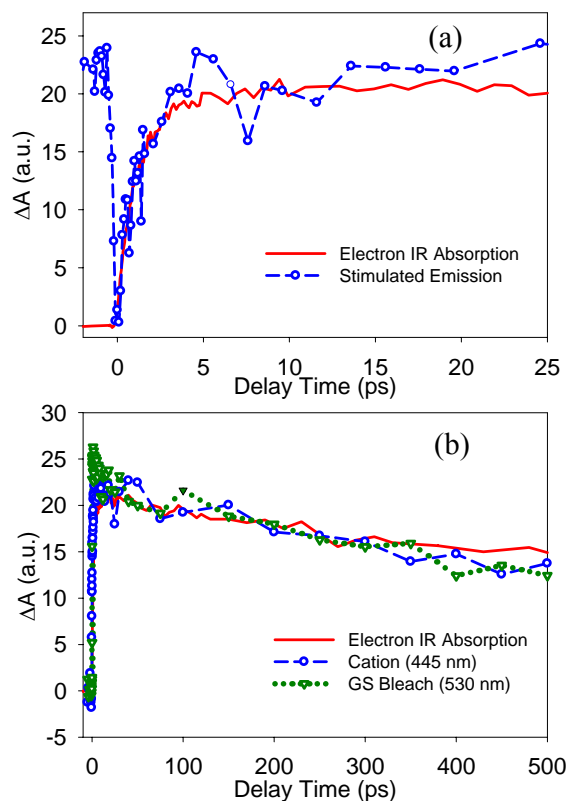 (a)
25
20
15
10
5
0
ΔA (a.u.)
Electron IR Absorption
Stimulated Emission
0 5 10 15 20 25
Delay Time (ps)
(b)
30
25
20
15
10
5
0
-5
ΔA (a.u.)
Electron IR Absorption
Cation (445 nm)
GS Bleach (530 nm)
0 100 200 300 400 500
Delay Time (ps)